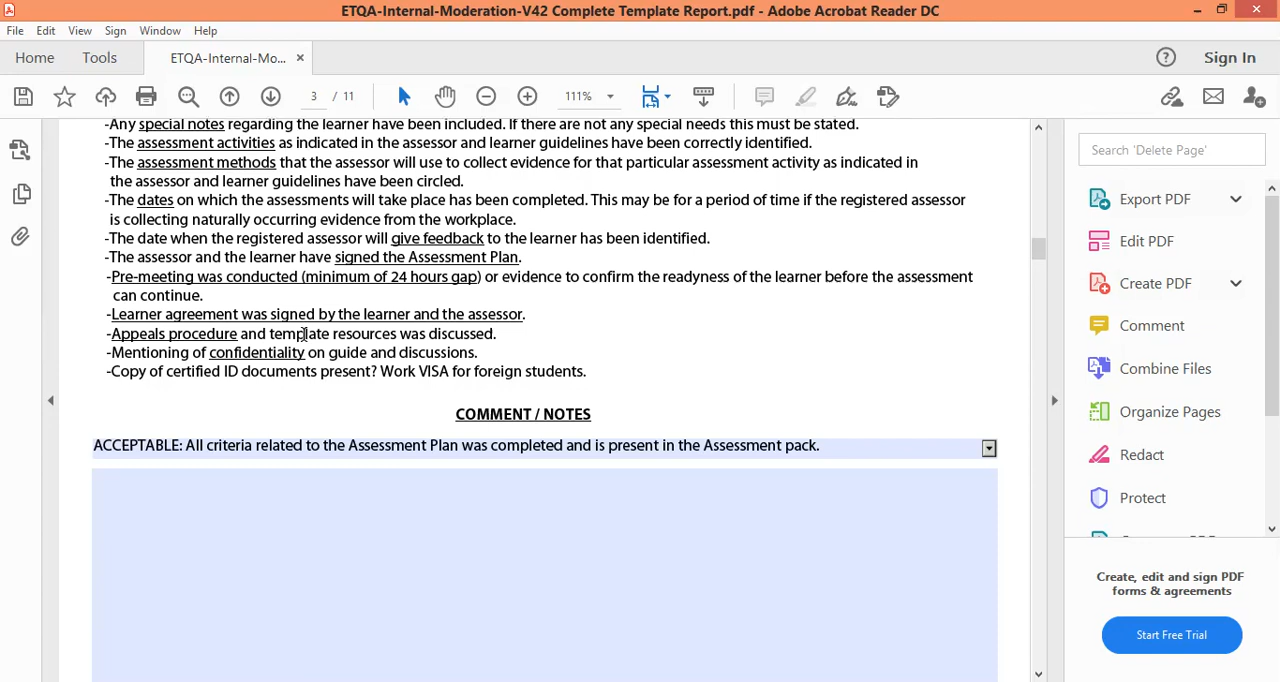 ETQA-Internal-Moderation-V42 Complete Template Report.pdf - Adobe Acrobat Reader DC
File Edit View Sign Window Help
Home Tools ETQA-Internal-Mo... × Sign In
3 / 11 111%
-Any special notes regarding the learner have been included. If there are not any special needs this must be stated.
-The assessment activities as indicated in the assessor and learner guidelines have been correctly identified.
-The assessment methods that the assessor will use to collect evidence for that particular assessment activity as indicated in
the assessor and learner guidelines have been circled.
-The dates on which the assessments will take place has been completed. This may be for a period of time if the registered assessor
is collecting naturally occurring evidence from the workplace.
-The date when the registered assessor will give feedback to the learner has been identified.
-The assessor and the learner have signed the Assessment Plan.
-Pre-meeting was conducted (minimum of 24 hours gap) or evidence to confirm the readyness of the learner before the assessment
can continue.
-Learner agreement was signed by the learner and the assessor.
-Appeals procedure and template resources was discussed.
-Mentioning of confidentiality on guide and discussions.
-Copy of certified ID documents present? Work VISA for foreign students.
COMMENT / NOTES
ACCEPTABLE: All criteria related to the Assessment Plan was completed and is present in the Assessment pack.
Search 'Delete Page'
Export PDF
Edit PDF
Create PDF
Comment
Combine Files
Organize Pages
Redact
Protect
Create, edit and sign PDF
forms & agreements
Start Free Trial